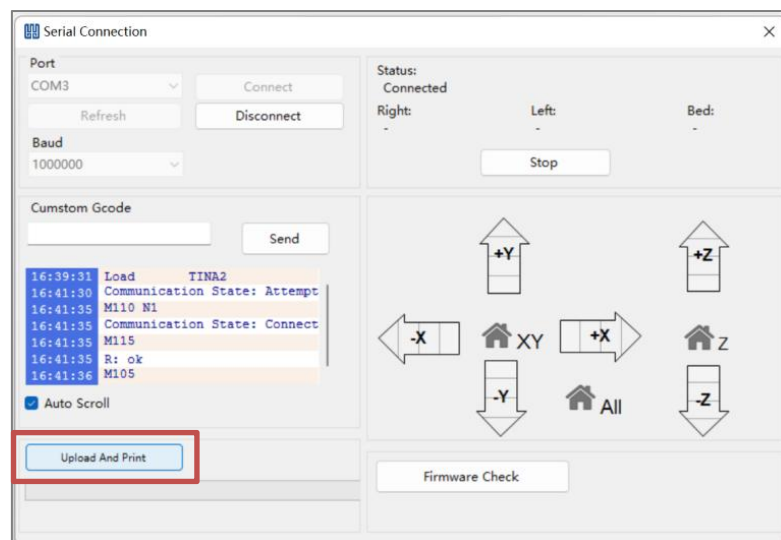 Serial Connection
Port
COM3
Connect
Refresh
Disconnect
Baud
1000000
Status:
Connected
Right:
Left:
Bed:
-
-
-
Stop
Cumstom Gcode
Send
16:39:31 Load TINA2
16:41:30 Communication State: Attempt
16:41:35 M110 N1
16:41:35 Communication State: Connect
16:41:35 M115
16:41:35 R: ok
16:41:36 M105
Auto Scroll
+Y
+Z
-X
XY
+X
Z
-Y
All
-Z
Upload And Print
Firmware Check